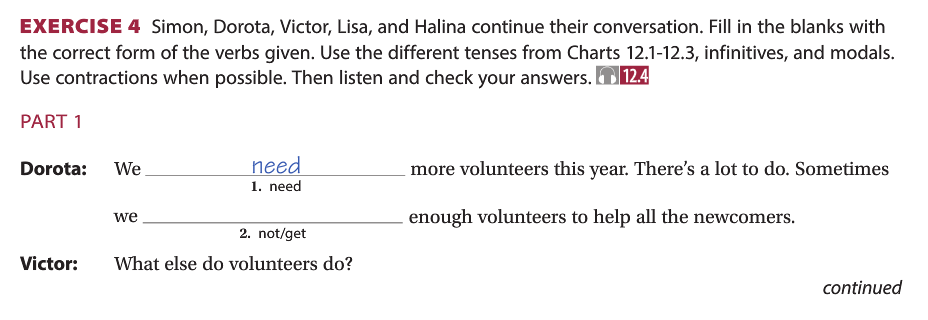 EXERCISE 4 Simon, Dorota, Victor, Lisa, and Halina continue their conversation. Fill in the blanks with
the correct form of the verbs given. Use the different tenses from Charts 12.1-12.3, infinitives, and modals.
Use contractions when possible. Then listen and check your answers. 12.4
PART 1
Dorota: We need more volunteers this year. There's a lot to do. Sometimes
1. need
we enough volunteers to help all the newcomers.
2. not/get
Victor: What else do volunteers do?
continued